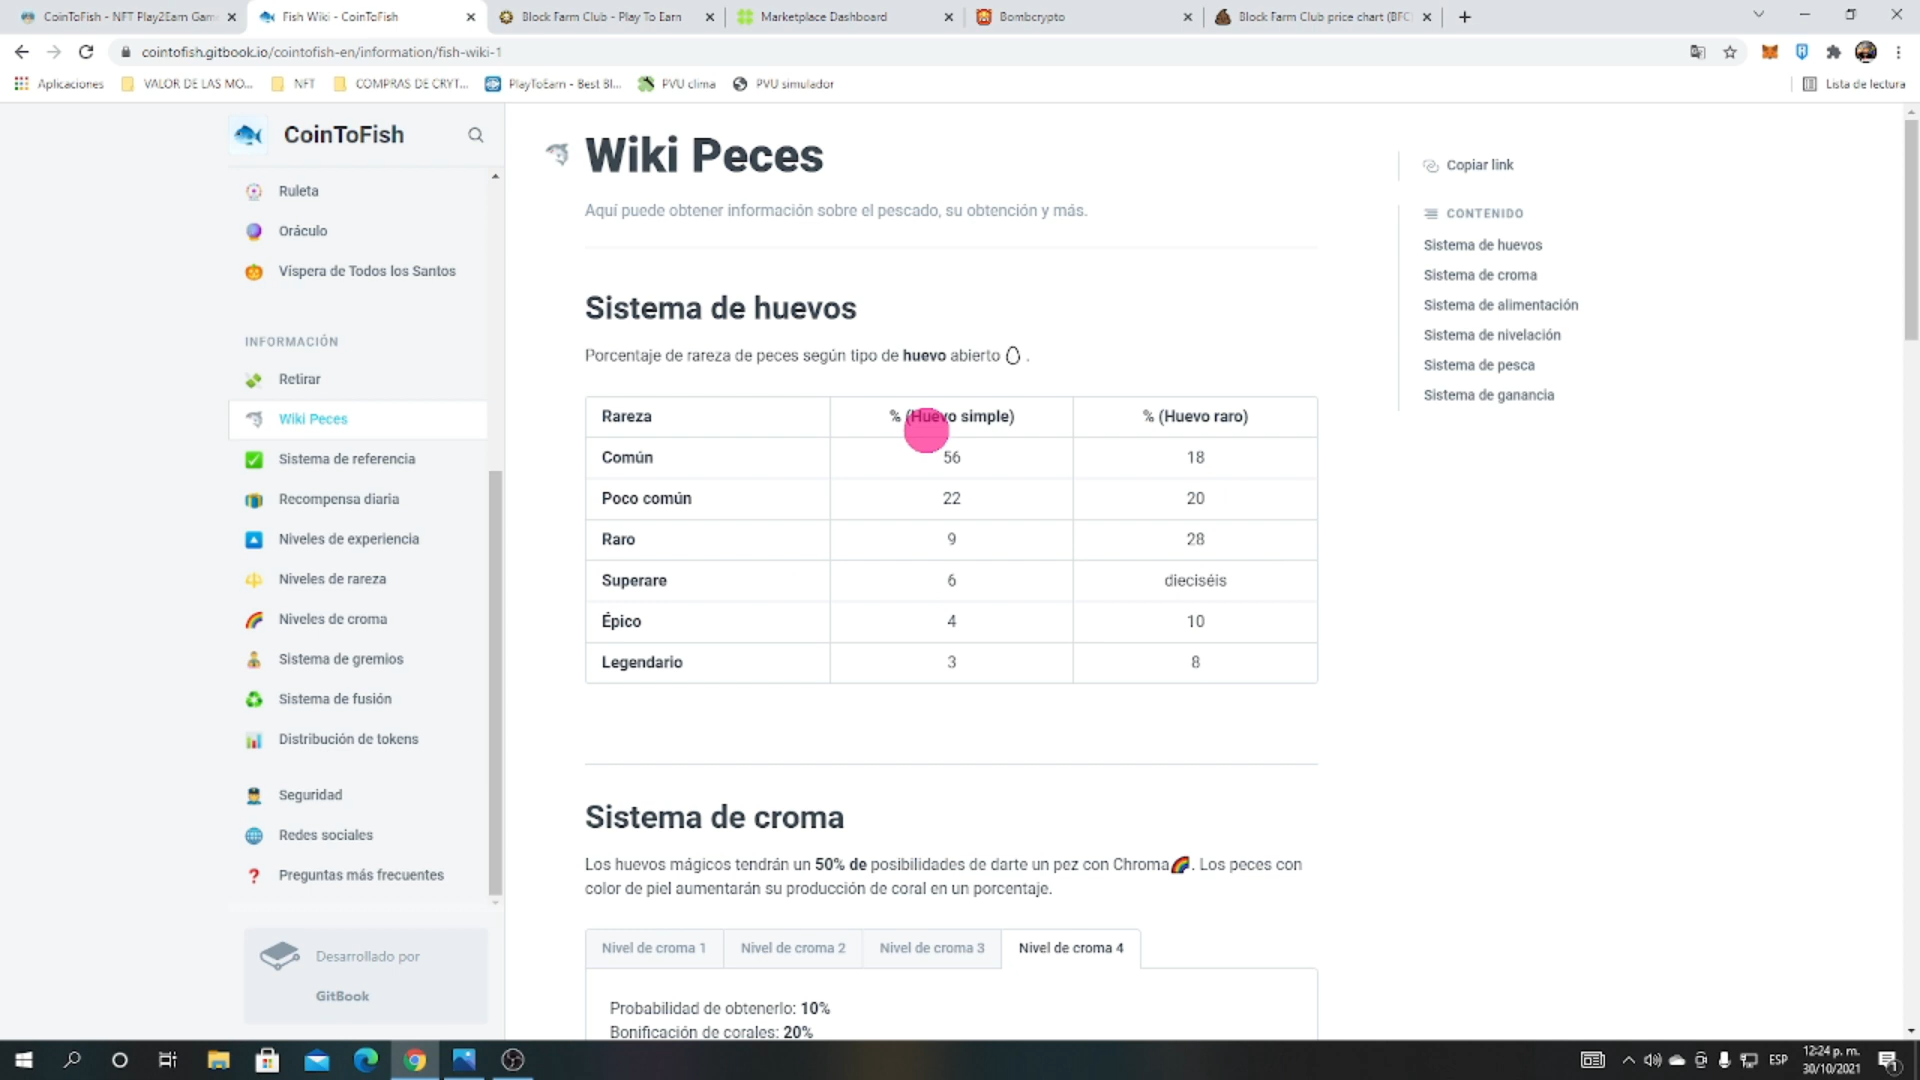 CoinToFish - NFT Play2Earn Gam
Fish Wiki - CoinToFish
Block Farm Club - Play To Earn
Marketplace Dashboard
Bombcrypto
Block Farm Club price chart (BFC
cointofish.gitbook.io/cointofish-en/information/fish-wiki-1
Aplicaciones
VALOR DE LAS MO...
NFT
COMPRAS DE CRYT...
PlayToEarn - Best Bl...
PVU clima
PVU simulador
Lista de lectura
CoinToFish
Ruleta
Oráculo
Víspera de Todos los Santos
INFORMACIÓN
Retirar
Wiki Peces
Sistema de referencia
Recompensa diaria
Niveles de experiencia
Niveles de rareza
Niveles de croma
Sistema de gremios
Sistema de fusión
Distribución de tokens
Seguridad
Redes sociales
Preguntas más frecuentes
Desarrollado por
GitBook
Wiki Peces
Aquí puede obtener información sobre el pescado, su obtención y más.
Sistema de huevos
Porcentaje de rareza de peces según tipo de huevo abierto .
Rareza % (Huevo simple) % (Huevo raro)
Común 56 18
Poco común 22 20
Raro 9 28
Superare 6 dieciséis
Épico 4 10
Legendario 3 8
Sistema de croma
Los huevos mágicos tendrán un 50% de posibilidades de darte un pez con Chroma. Los peces con
color de piel aumentarán su producción de coral en un porcentaje.
Nivel de croma 1
Nivel de croma 2
Nivel de croma 3
Nivel de croma 4
Probabilidad de obtenerlo: 10%
Bonificación de corales: 20%
Copiar link
CONTENIDO
Sistema de huevos
Sistema de croma
Sistema de alimentación
Sistema de nivelación
Sistema de pesca
Sistema de ganancia
ESP
12:24 p. m.
30/10/2021
1